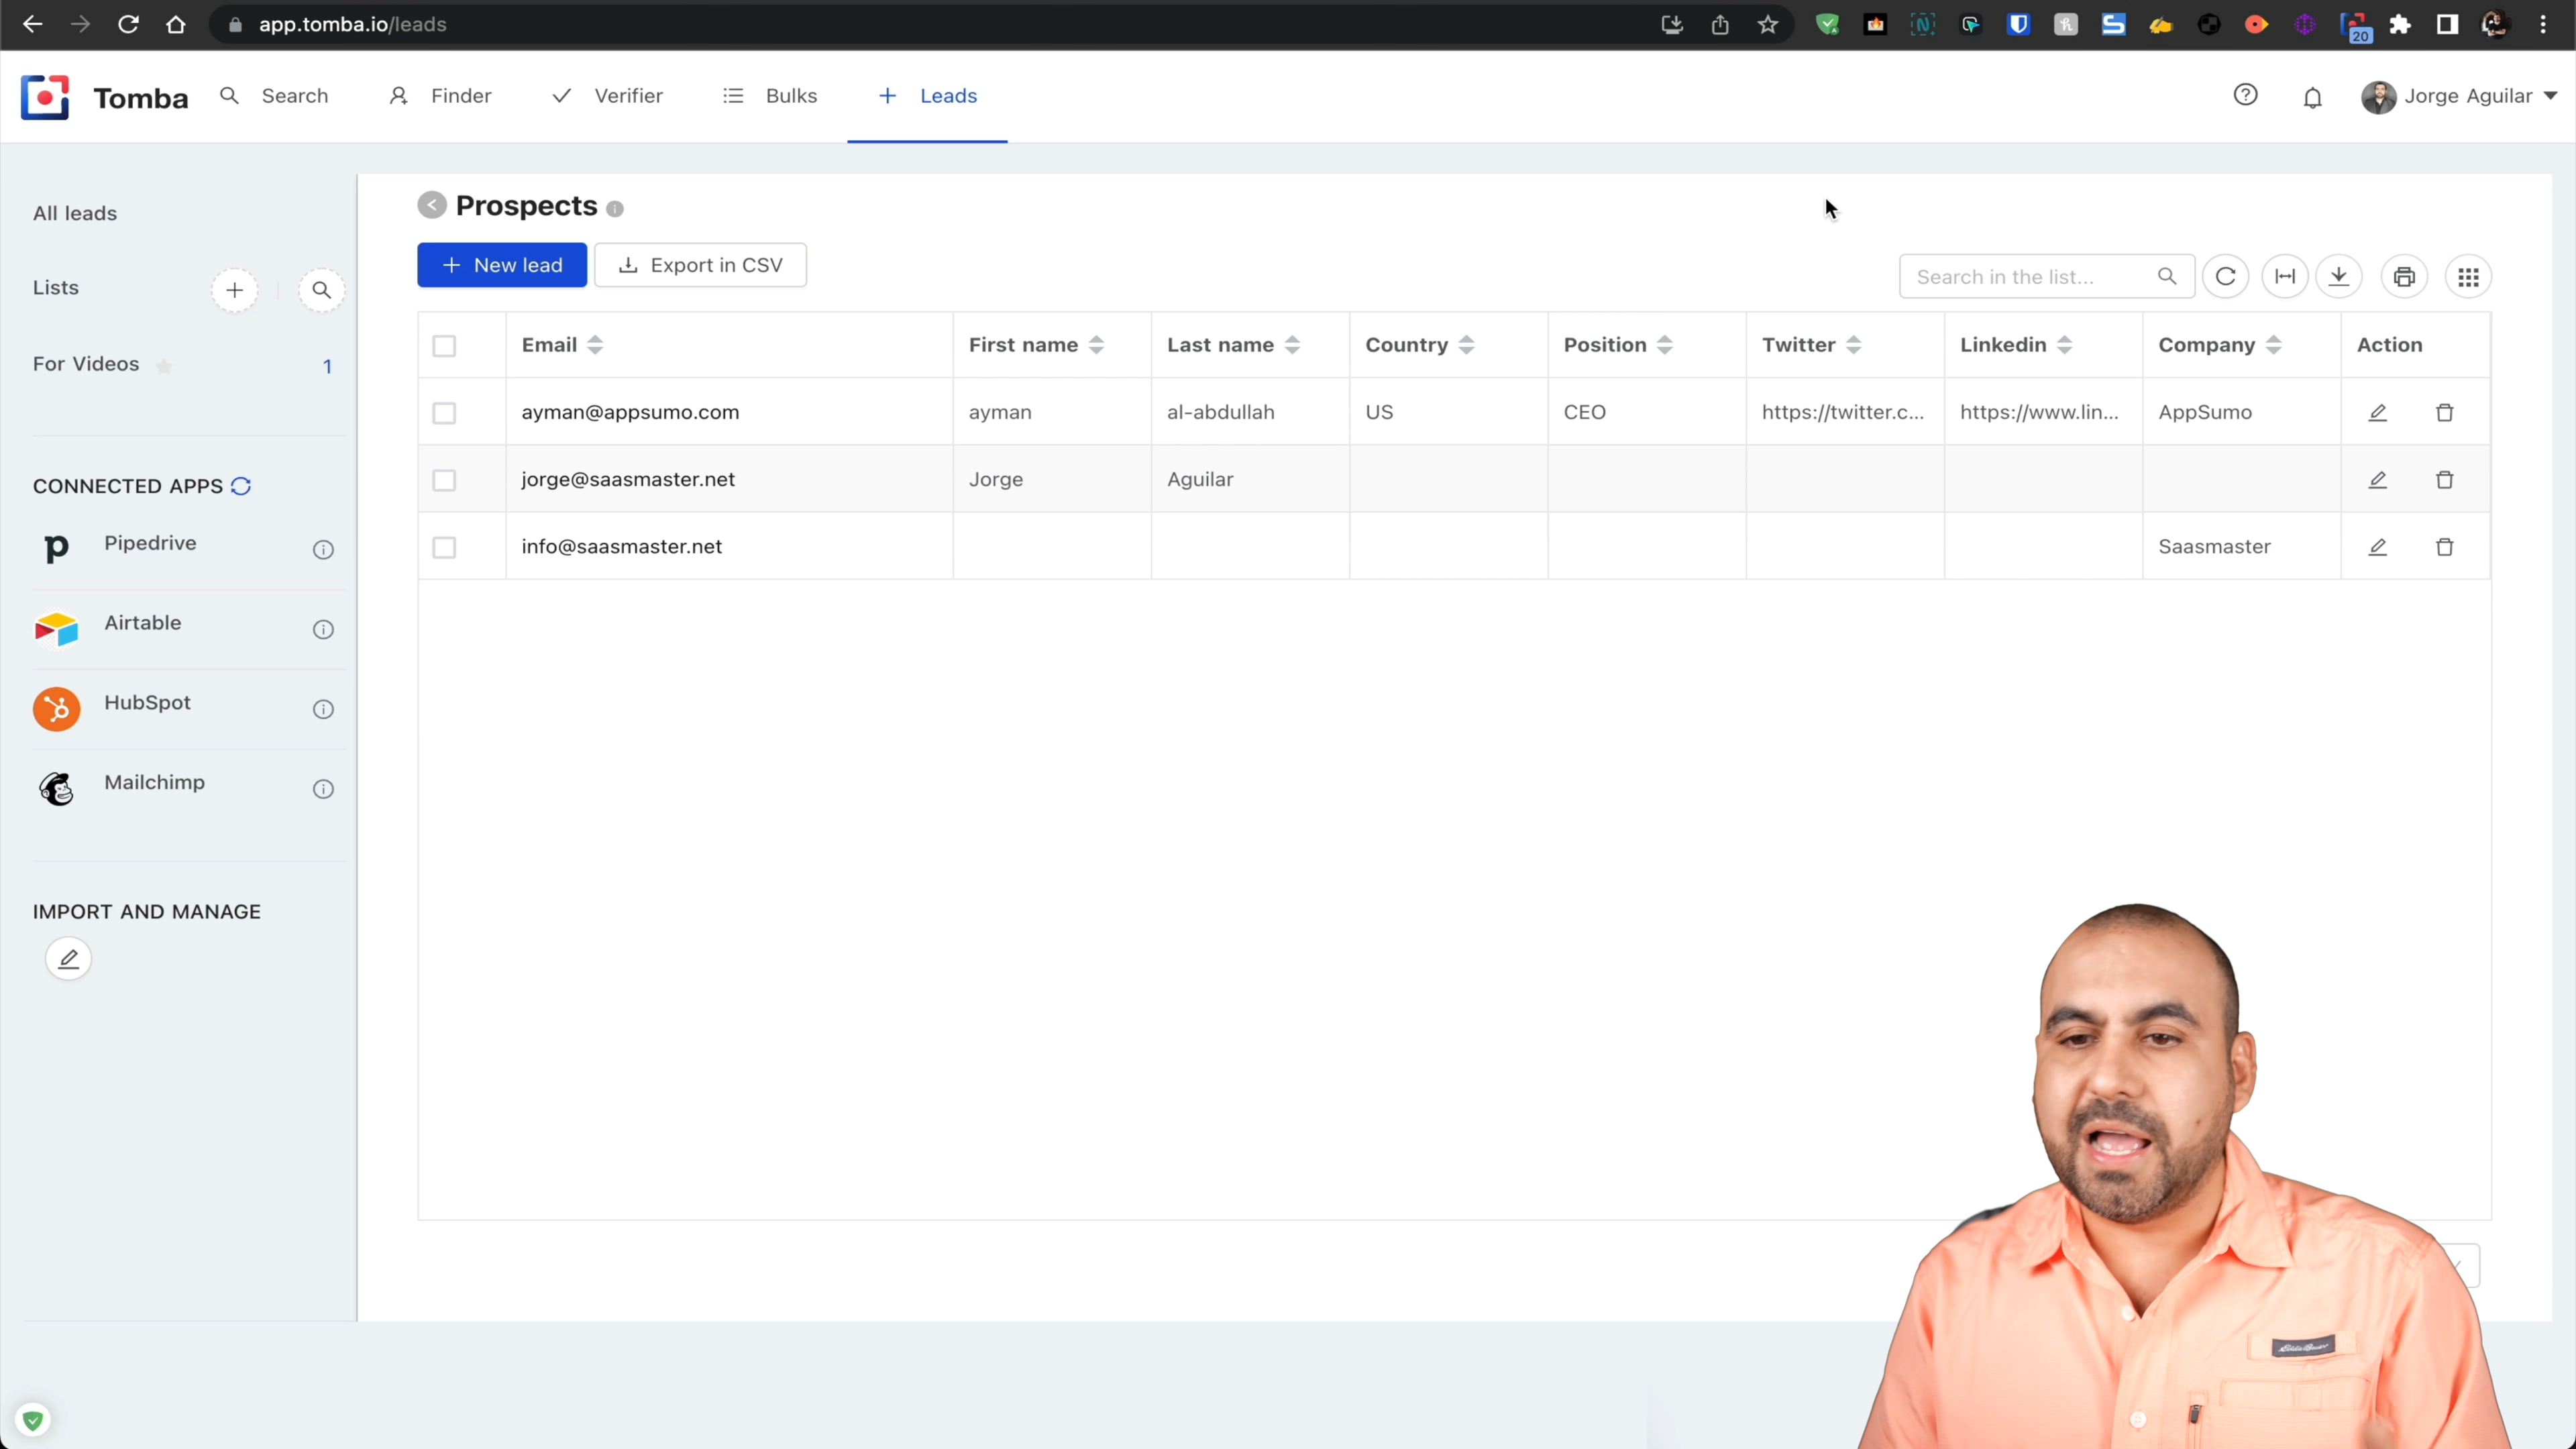 app.tomba.io/leads
20
Tomba
Search
Finder
Verifier
Bulks
Leads
Jorge Aguilar
All leads
Lists
For Videos
1
CONNECTED APPS
Pipedrive
Airtable
HubSpot
Mailchimp
IMPORT AND MANAGE
Prospects
New lead
Export in CSV
Search in the list...
Email First name Last name Country Position Twitter Linkedin Company Action
ayman@appsumo.com ayman al-abdullah US CEO https://twitter.c... https://www.lin... AppSumo
jorge@saasmaster.net Jorge Aguilar
info@saasmaster.net Saasmaster
Eddie Bauer